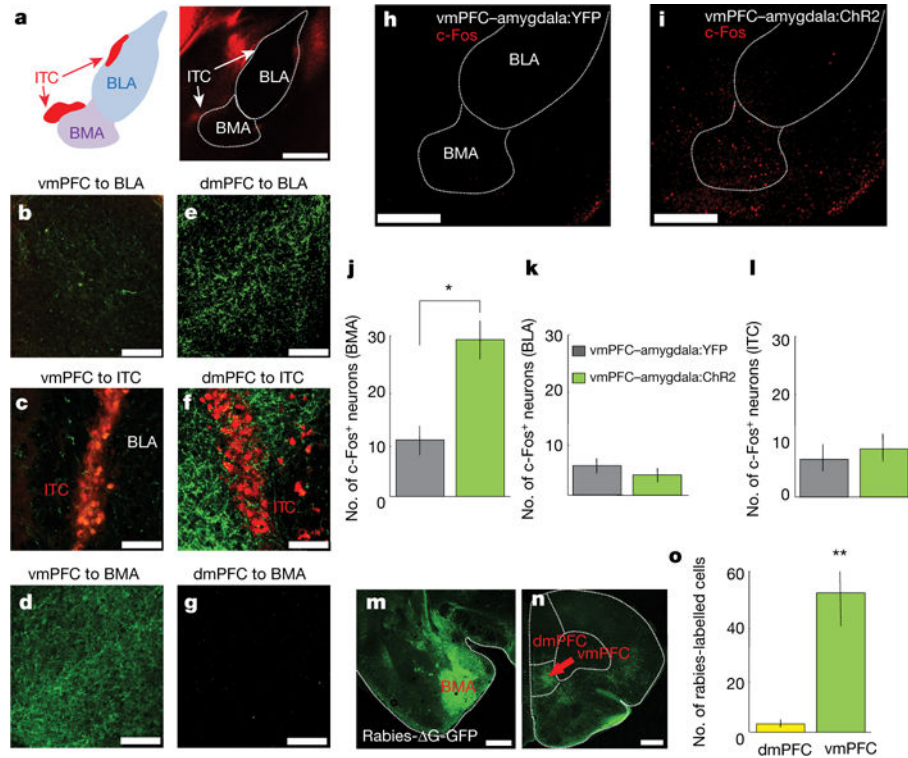 a
ITC
BLA
BMA
ITC
BLA
BMA
vmPFC to BLA
b
dmPFC to BLA
e
vmPFC to ITC
c
BLA
ITC
dmPFC to ITC
f
ITC
vmPFC to BMA
d
dmPFC to BMA
g
h
vmPFC–amygdala:YFP
c-Fos
BLA
BMA
i
vmPFC–amygdala:ChR2
c-Fos
j
*
No. of c-Fos+ neurons (BMA)
30
20
10
0
k
No. of c-Fos+ neurons (BLA)
30
20
10
0
vmPFC–amygdala:YFP
vmPFC–amygdala:ChR2
l
No. of c-Fos+ neurons (ITC)
30
20
10
0
m
BMA
Rabies-ΔG-GFP
n
dmPFC
vmPFC
o
**
No. of rabies-labelled cells
60
40
20
0
dmPFC
vmPFC